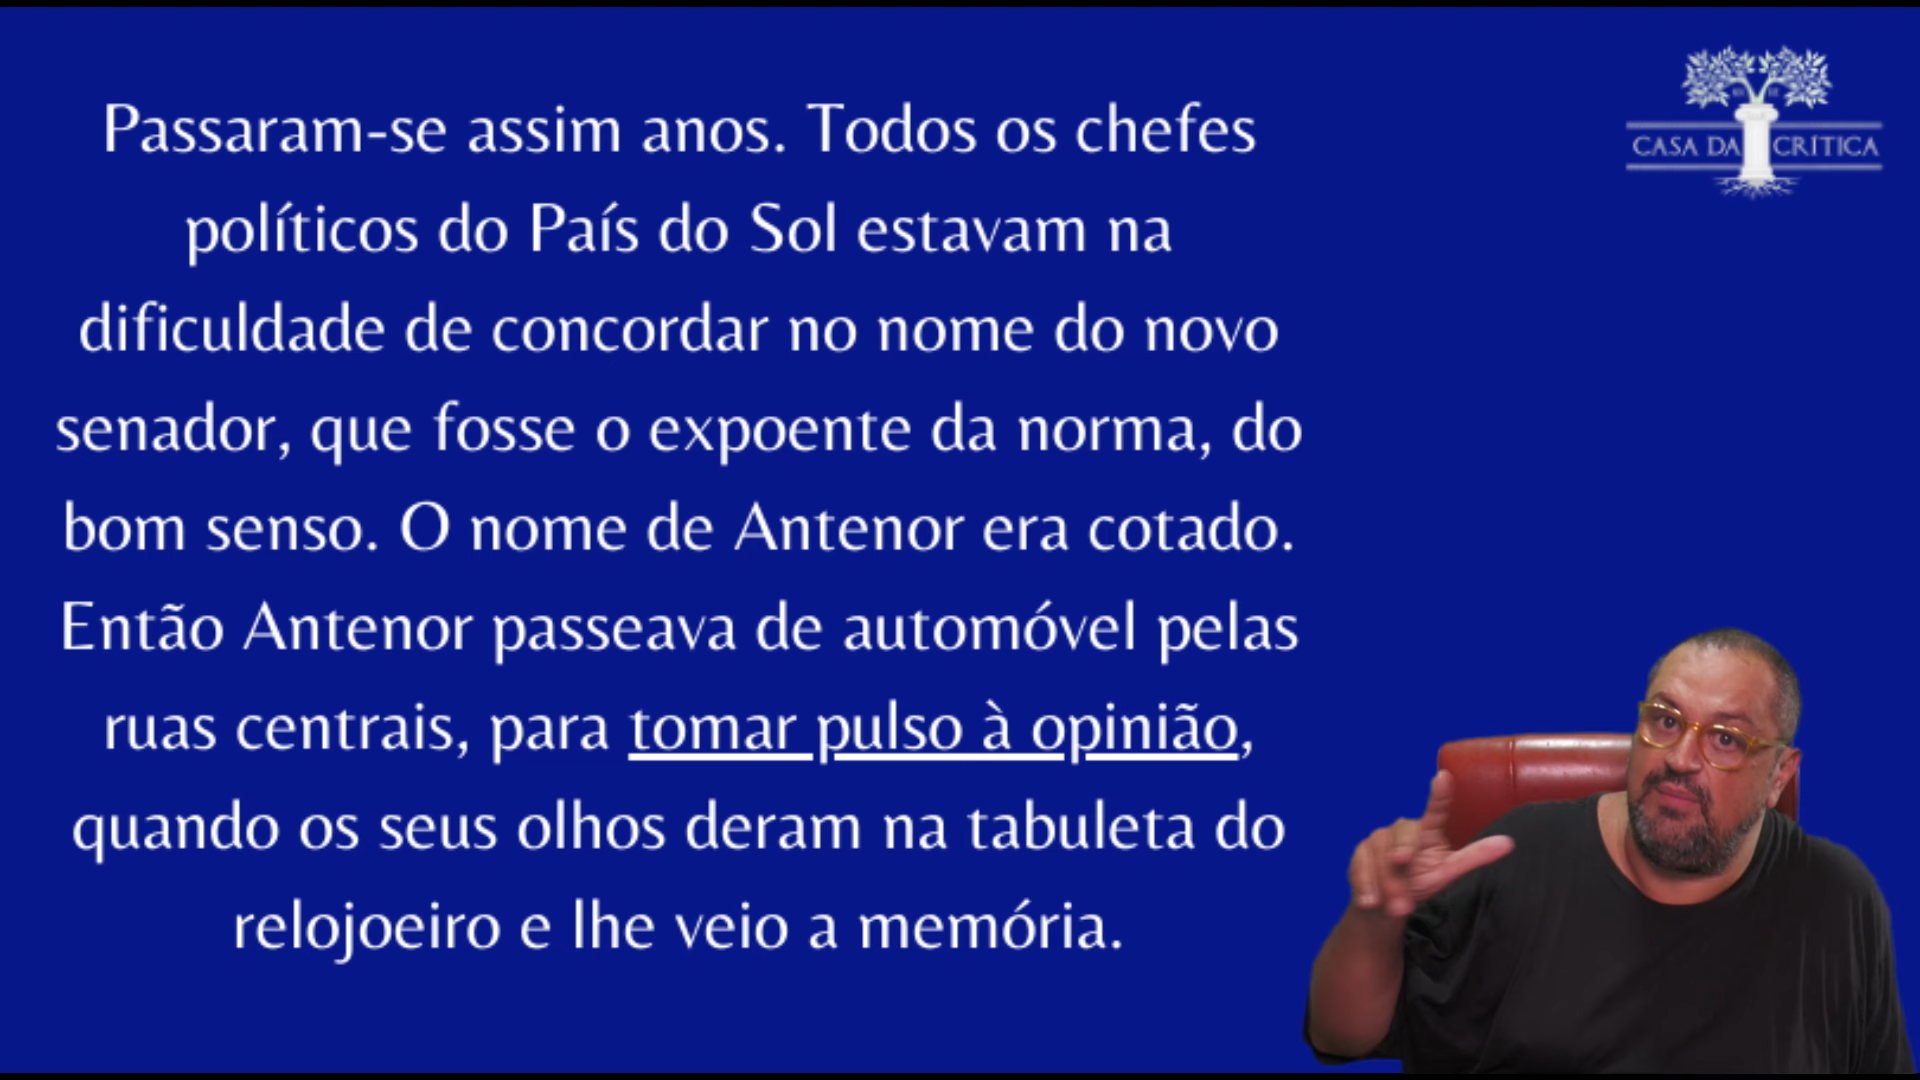 Passaram-se assim anos. Todos os chefes
políticos do País do Sol estavam na
dificuldade de concordar no nome do novo
senador, que fosse o expoente da norma, do
bom senso. O nome de Antenor era cotado.
Então Antenor passeava de automóvel pelas
ruas centrais, para tomar pulso à opinião,
quando os seus olhos deram na tabuleta do
relojoeiro e lhe veio a memória.
CASA DA CRÍTICA